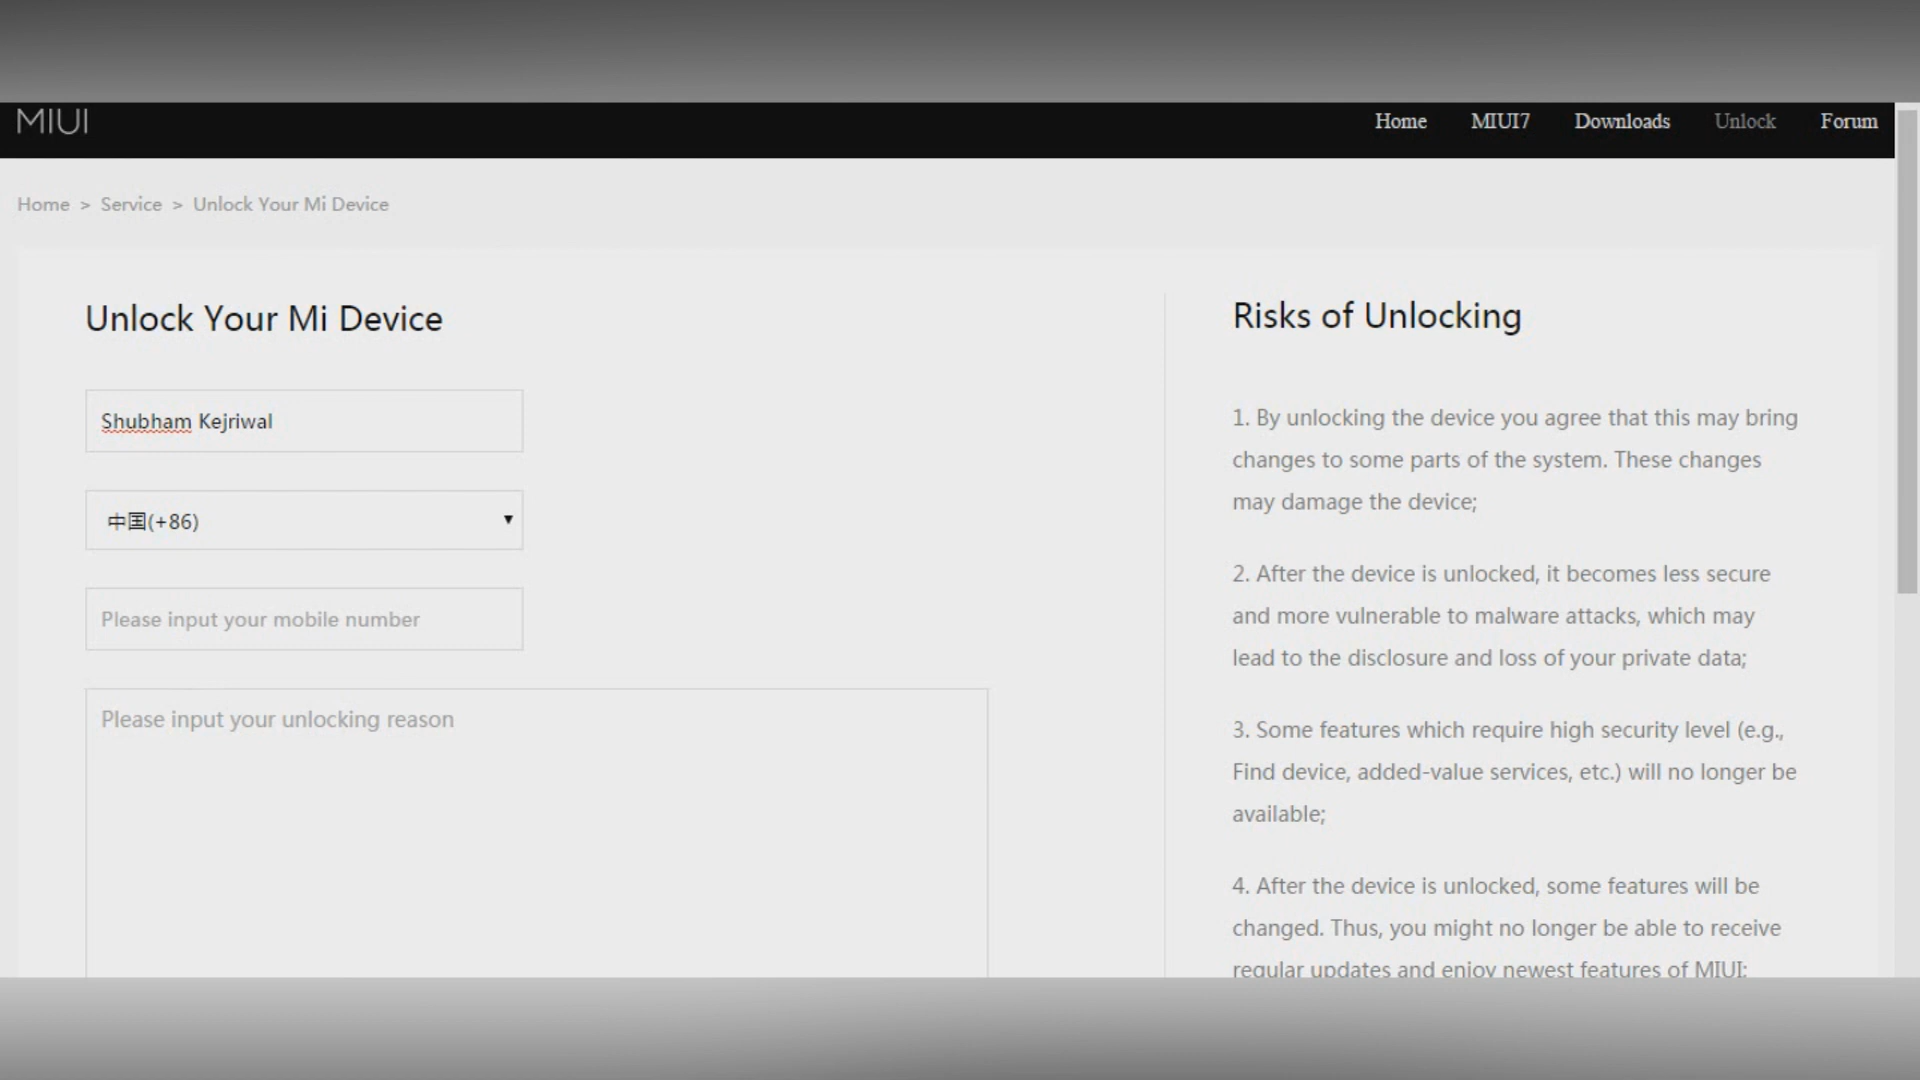 MIUI
Home MIUI7 Downloads Unlock Forum
Home > Service > Unlock Your Mi Device
Unlock Your Mi Device
Shubham Kejriwal
中国(+86)
Please input your mobile number
Please input your unlocking reason
Risks of Unlocking
1. By unlocking the device you agree that this may bring
changes to some parts of the system. These changes
may damage the device;
2. After the device is unlocked, it becomes less secure
and more vulnerable to malware attacks, which may
lead to the disclosure and loss of your private data;
3. Some features which require high security level (e.g.,
Find device, added-value services, etc.) will no longer be
available;
4. After the device is unlocked, some features will be
changed. Thus, you might no longer be able to receive
regular updates and enjoy newest features of MIUI;